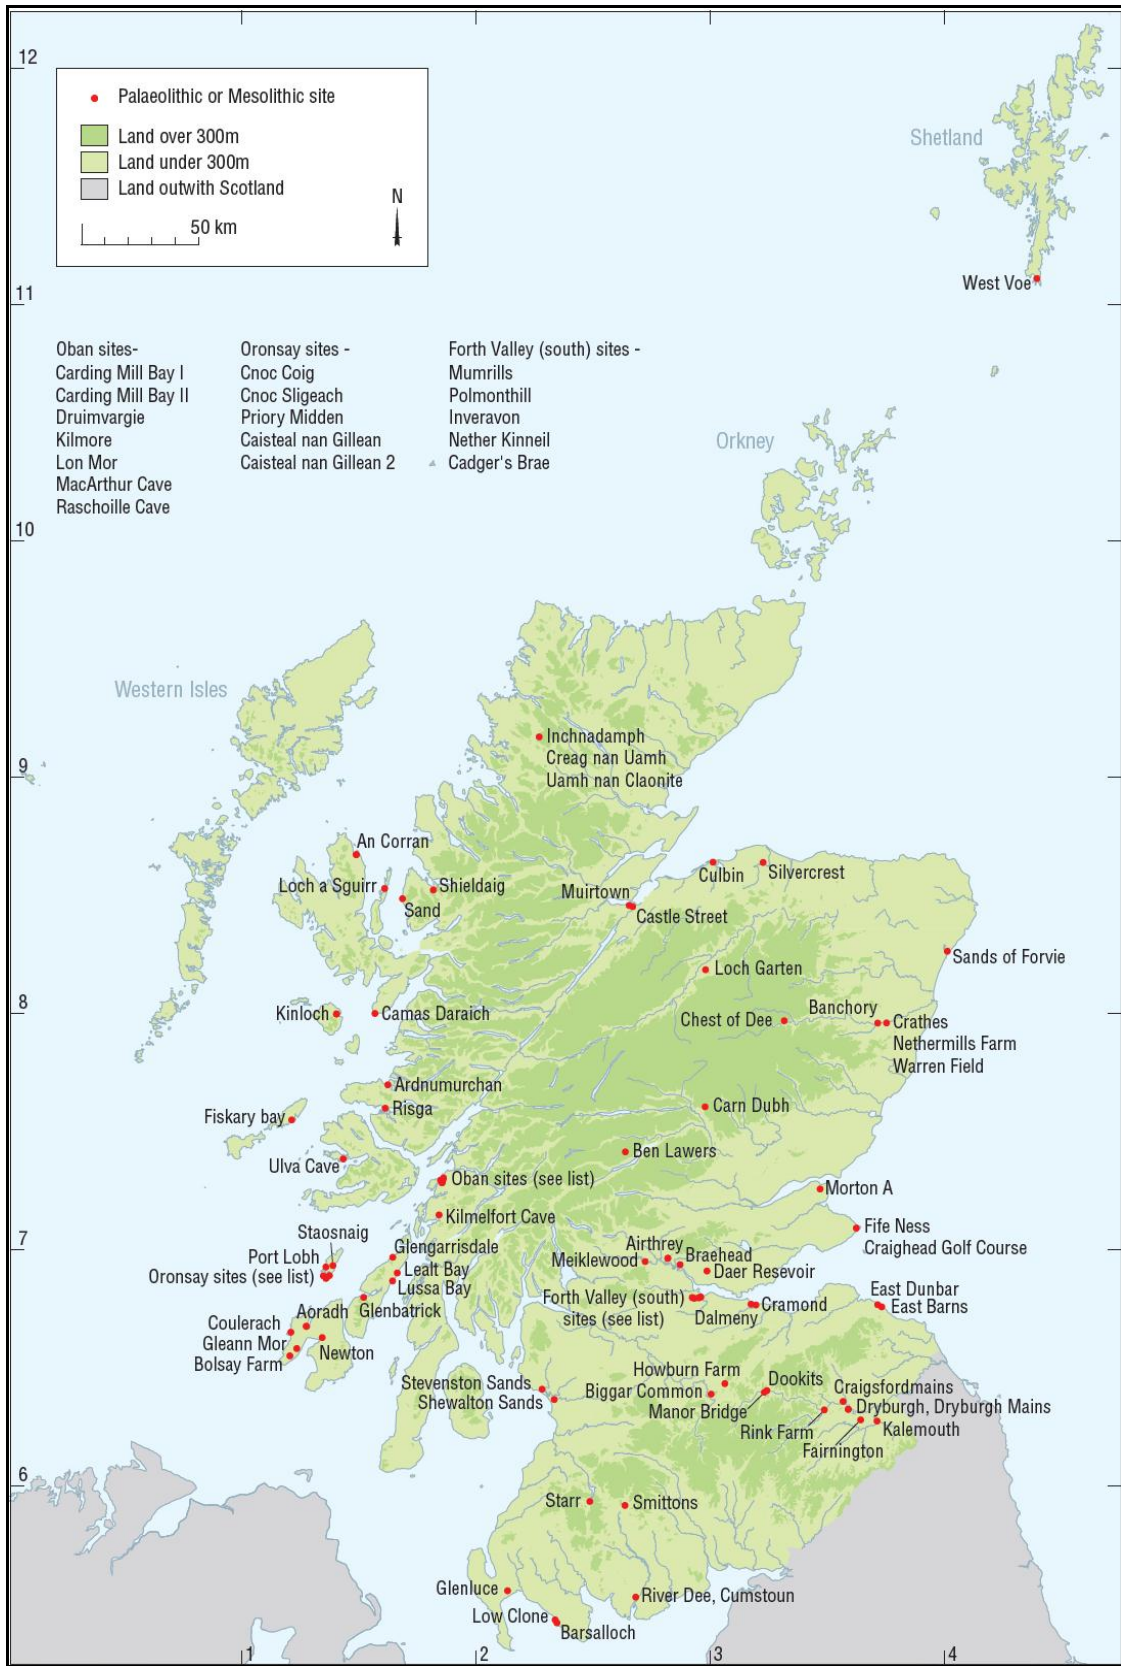 12
Palaeolithic or Mesolithic site
Land over 300m
Land under 300m
Land outwith Scotland
50 km
N
Shetland
West Voe
11
Oban sites-
Carding Mill Bay I
Carding Mill Bay II
Druimvargie
Kilmore
Lon Mor
MacArthur Cave
Raschoille Cave
Oronsay sites -
Cnoc Coig
Cnoc Sligeach
Priory Midden
Caisteal nan Gillean
Caisteal nan Gillean 2
Forth Valley (south) sites -
Mumrills
Polmonthill
Inveravon
Nether Kinneil
Cadger's Brae
Orkney
10
Western Isles
Inchnadamph
Creag nan Uamh
Uamh nan Claonite
9
An Corran
Loch a Sguirr
Sand
Shieldaig
Muirtown
Castle Street
Culbin
Silvercrest
Sands of Forvie
Loch Garten
8
Kinloch
Camas Daraich
Chest of Dee
Banchory
Crathes
Nethermills Farm
Warren Field
Ardnumurchan
Risga
Fiskary bay
Carn Dubh
Ulva Cave
Ben Lawers
Oban sites (see list)
Morton A
Kilmelfort Cave
Fife Ness
Craighead Golf Course
7
Staosnaig
Port Lobh
Oronsay sites (see list)
Glengarrisdale
Lealt Bay
Lussa Bay
Glenbatrick
Airthrey
Meiklewood
Braehead
Daer Resevoir
Forth Valley (south)
sites (see list)
Dalmeny
Cramond
East Dunbar
East Barns
Aoradh
Coulerach
Gleann Mor
Bolsay Farm
Newton
Stevenston Sands
Shewalton Sands
Howburn Farm
Biggar Common
Manor Bridge
Dookits
Craigsfordmains
Dryburgh, Dryburgh Mains
Rink Farm
Kalemouth
Fairnington
6
Starr
Smittons
Glenluce
River Dee, Cumstoun
Low Clone
Barsalloch
1
2
3
4